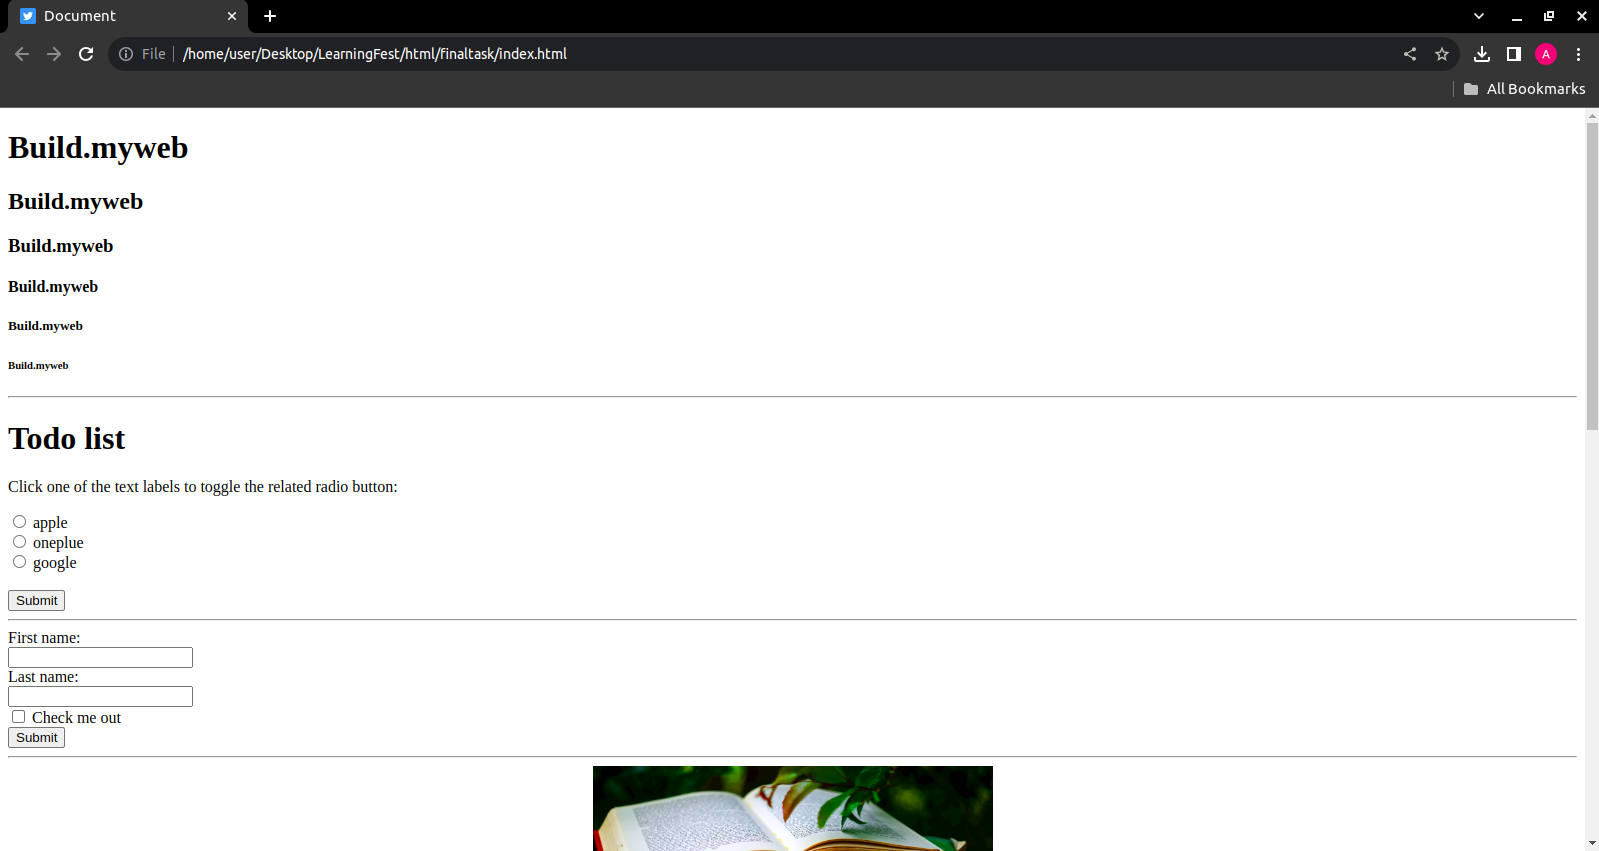 Document
File
/home/user/Desktop/LearningFest/html/finaltask/index.html
A
All Bookmarks
Build.myweb
Build.myweb
Build.myweb
Build.myweb
Build.myweb
Build.myweb
Todo list
Click one of the text labels to toggle the related radio button:
apple
oneplue
google
Submit
First name:
Last name:
Check me out
Submit